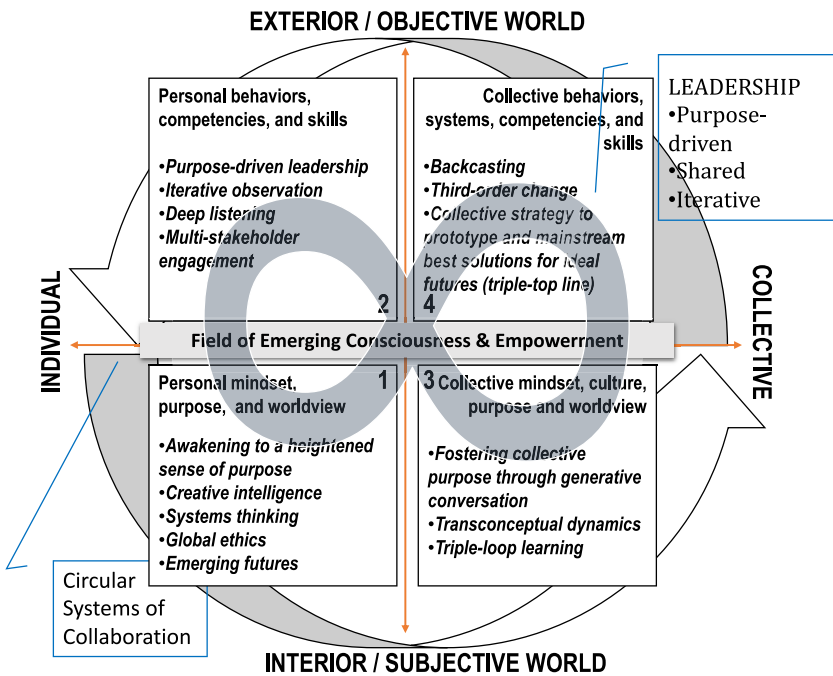 EXTERIOR / OBJECTIVE WORLD
Personal behaviors,
competencies, and skills
•Purpose-driven leadership
•Iterative observation
•Deep listening
•Multi-stakeholder
engagement
2
Collective behaviors,
systems, competencies, and
skills
•Backcasting
•Third-order change
•Collective strategy to
prototype and mainstream
best solutions for ideal
futures (triple-top line)
4
LEADERSHIP
•Purpose-
driven
•Shared
•Iterative
INDIVIDUAL
Field of Emerging Consciousness & Empowerment
COLLECTIVE
Personal mindset,
purpose, and worldview
1
•Awakening to a heightened
sense of purpose
•Creative intelligence
•Systems thinking
•Global ethics
•Emerging futures
3
Collective mindset, culture,
purpose and worldview
•Fostering collective
purpose through generative
conversation
•Transconceptual dynamics
•Triple-loop learning
Circular
Systems of
Collaboration
INTERIOR / SUBJECTIVE WORLD